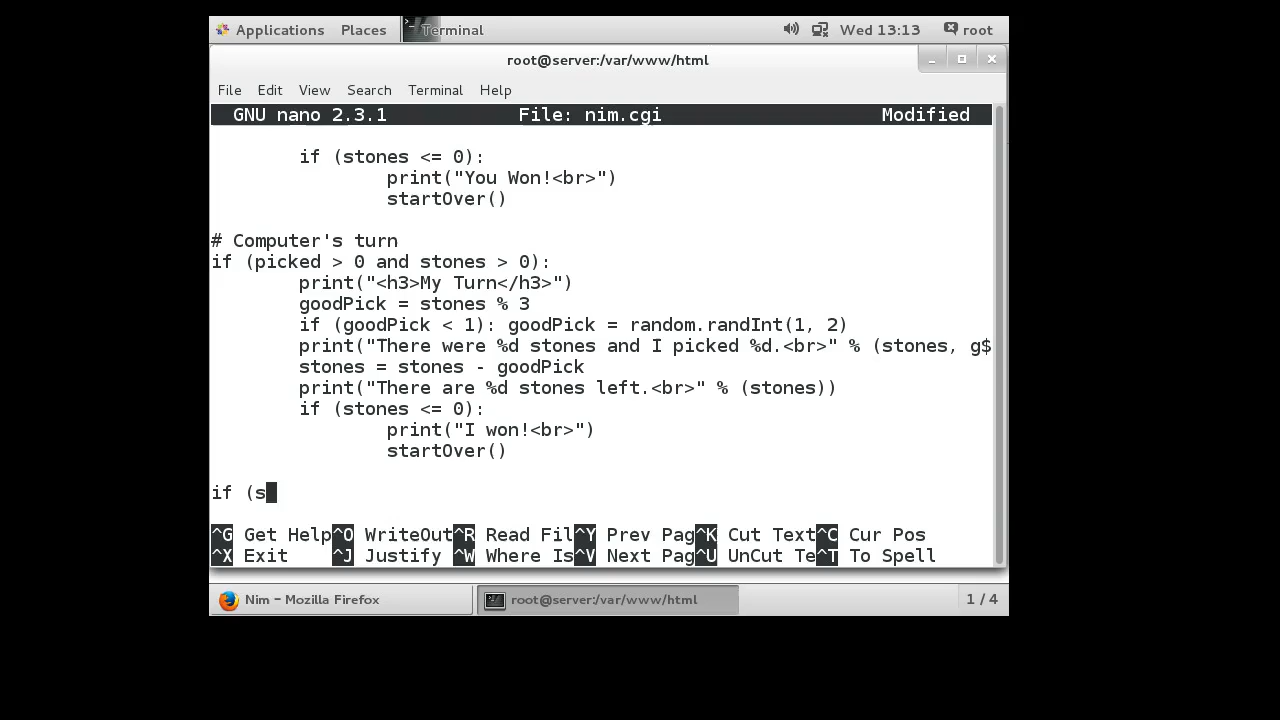 Applications Places Terminal Wed 13:13 root
root@server:/var/www/html
File Edit View Search Terminal Help
GNU nano 2.3.1 File: nim.cgi Modified
if (stones <= 0):
print("You Won!<br>")
startOver()
# Computer's turn
if (picked > 0 and stones > 0):
print("<h3>My Turn</h3>")
goodPick = stones % 3
if (goodPick < 1): goodPick = random.randInt(1, 2)
print("There were %d stones and I picked %d.<br>" % (stones, g$
stones = stones - goodPick
print("There are %d stones left.<br>" % (stones))
if (stones <= 0):
print("I won!<br>")
startOver()
if (s
^G Get Help ^O WriteOut ^R Read Fil ^Y Prev Pag ^K Cut Text ^C Cur Pos
^X Exit ^J Justify ^W Where Is ^V Next Pag ^U UnCut Te ^T To Spell
Nim - Mozilla Firefox root@server:/var/www/html 1 / 4